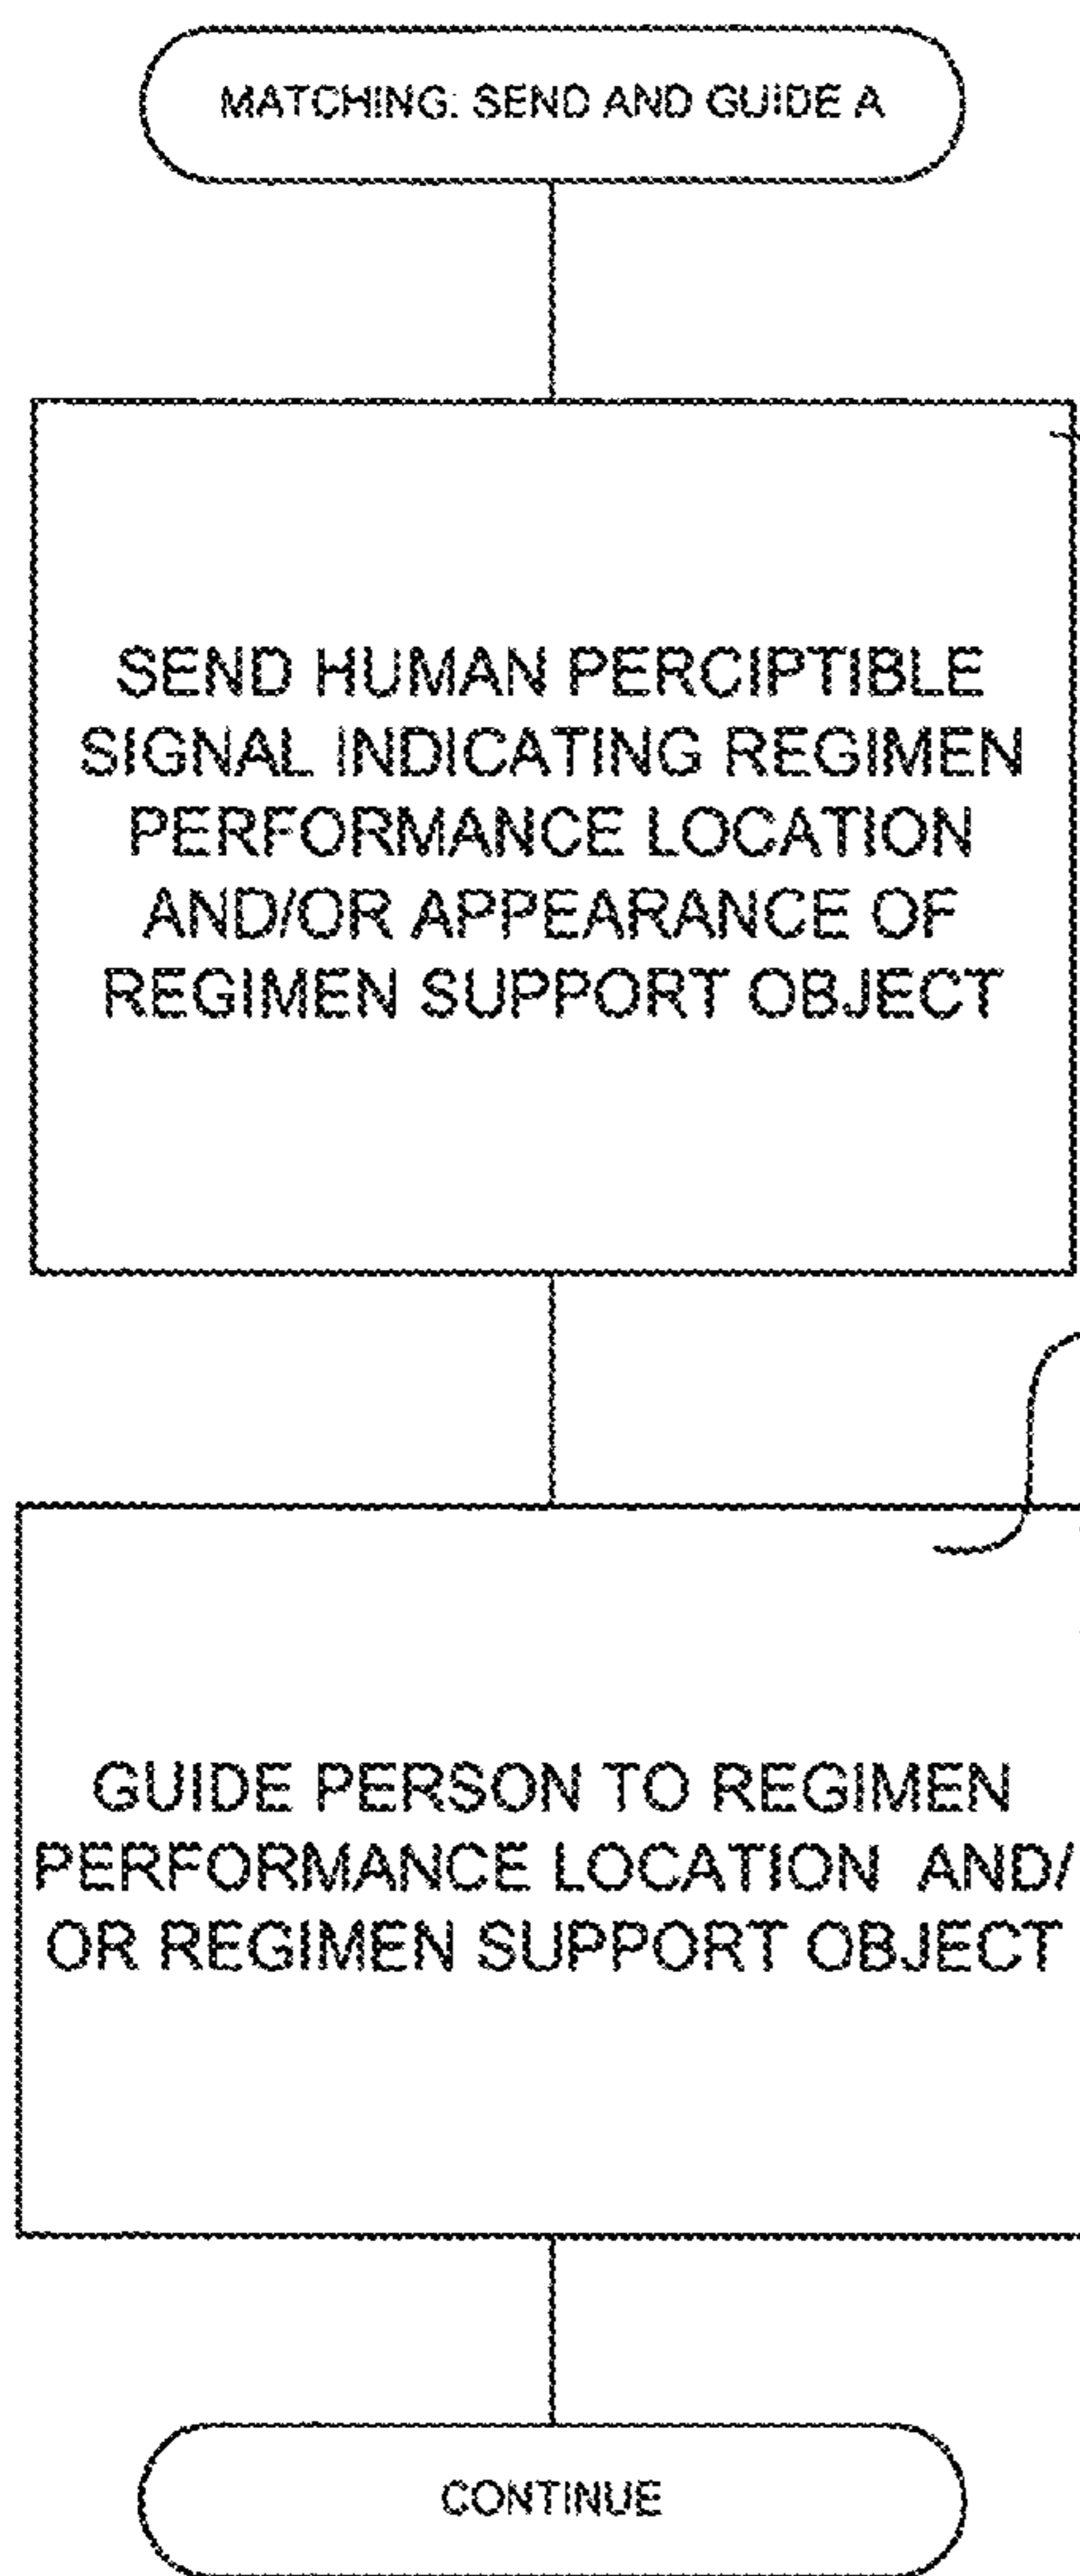 MATCHING: SEND AND GUIDE A
SEND HUMAN PERCIPTIBLE
SIGNAL INDICATING REGIMEN
PERFORMANCE LOCATION
AND/OR APPEARANCE OF
REGIMEN SUPPORT OBJECT
GUIDE PERSON TO REGIMEN
PERFORMANCE LOCATION AND/
OR REGIMEN SUPPORT OBJECT
CONTINUE